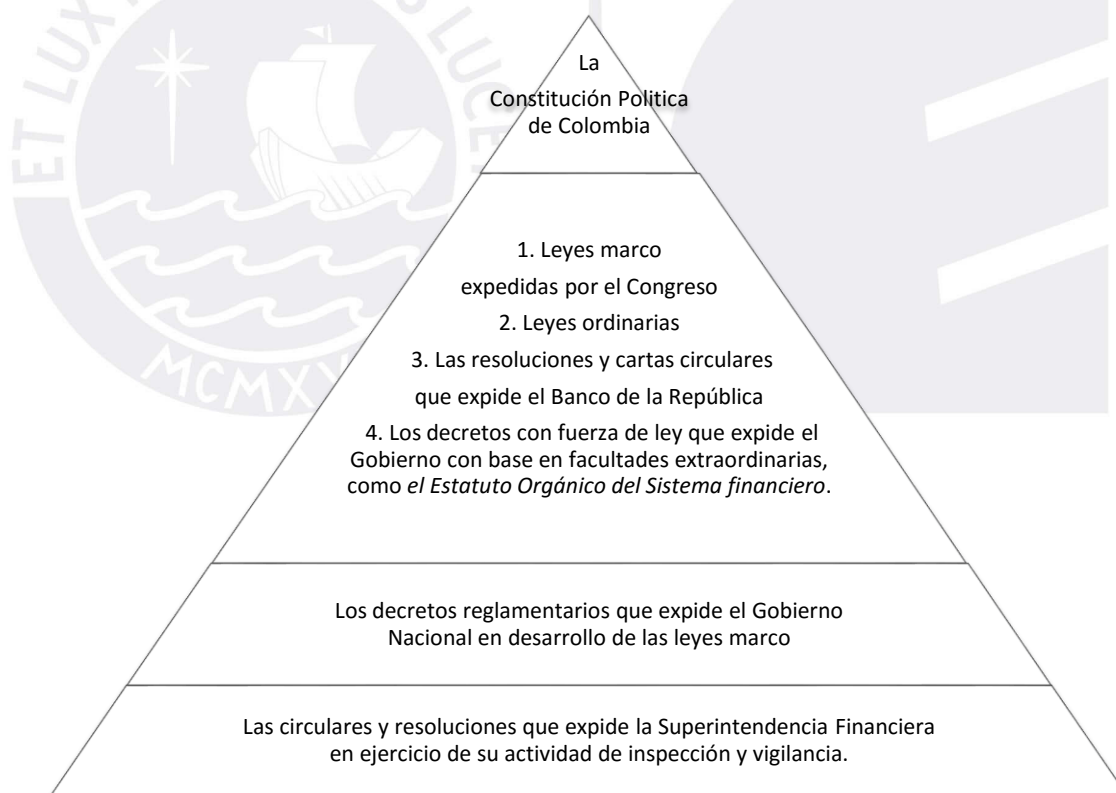 ET LUX
LUCE
MCMXV
La
Constitución Politica
de Colombia
1. Leyes marco
expedidas por el Congreso
2. Leyes ordinarias
3. Las resoluciones y cartas circulares
que expide el Banco de la República
4. Los decretos con fuerza de ley que expide el
Gobierno con base en facultades extraordinarias,
como el Estatuto Orgánico del Sistema financiero.
Los decretos reglamentarios que expide el Gobierno
Nacional en desarrollo de las leyes marco
Las circulares y resoluciones que expide la Superintendencia Financiera
en ejercicio de su actividad de inspección y vigilancia.